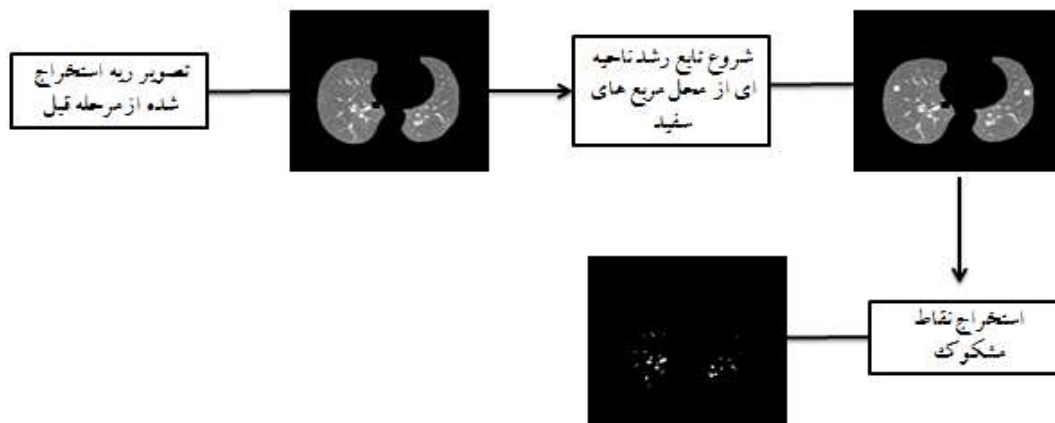 تصویر ریه استخراج
شده از مرحله قبل
شروع تابع رشد ناحیه
ای از محل مربع های
سفید
استخراج نقاط
مشکوک